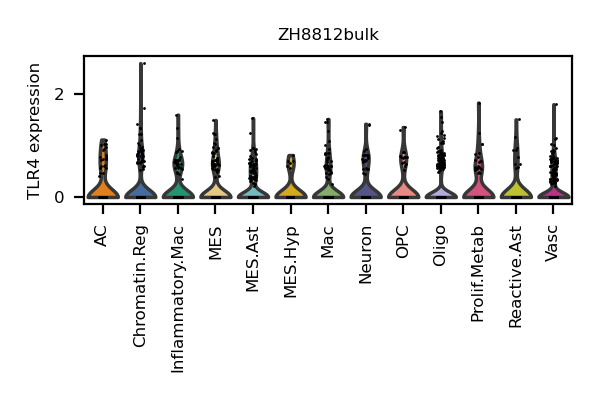 ZH8812bulk
TLR4 expression
2
0
AC
Chromatin.Reg
Inflammatory.Mac
MES
MES.Ast
MES.Hyp
Mac
Neuron
OPC
Oligo
Prolif.Metab
Reactive.Ast
Vasc